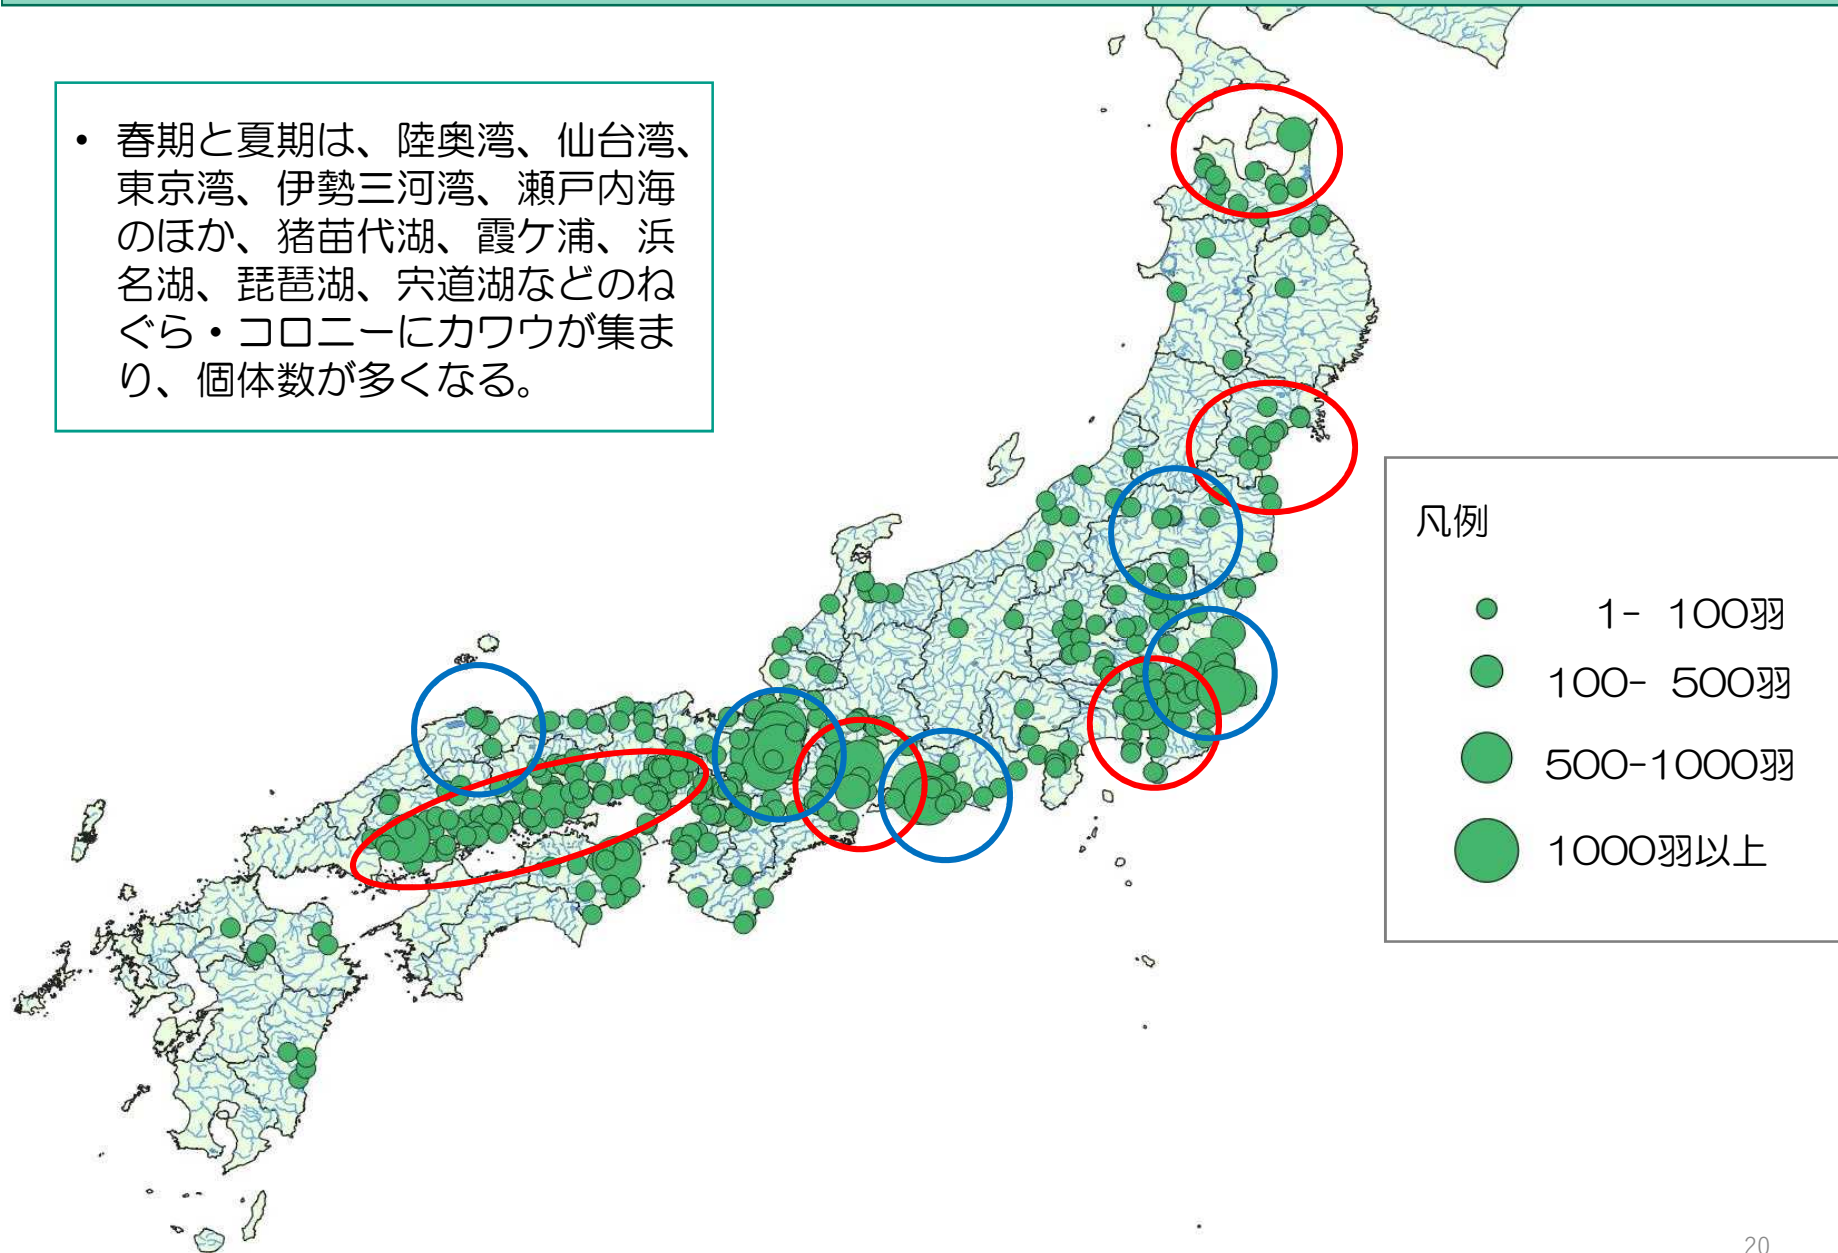 • 春期と夏期は、陸奥湾、仙台湾、
東京湾、伊勢三河湾、瀬戸内海
のほか、猪苗代湖、霞ケ浦、浜
名湖、琵琶湖、宍道湖などのね
ぐら・コロニーにカワウが集ま
り、個体数が多くなる。
凡例
1- 100羽
100- 500羽
500-1000羽
1000羽以上
20